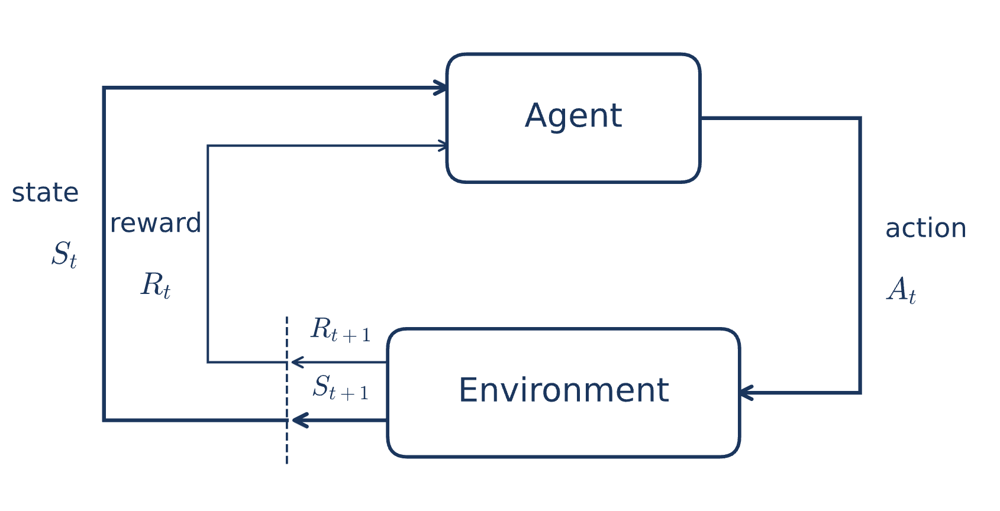 Agent
state
reward
action
S_t
R_t
A_t
R_{t+1}
S_{t+1}
Environment